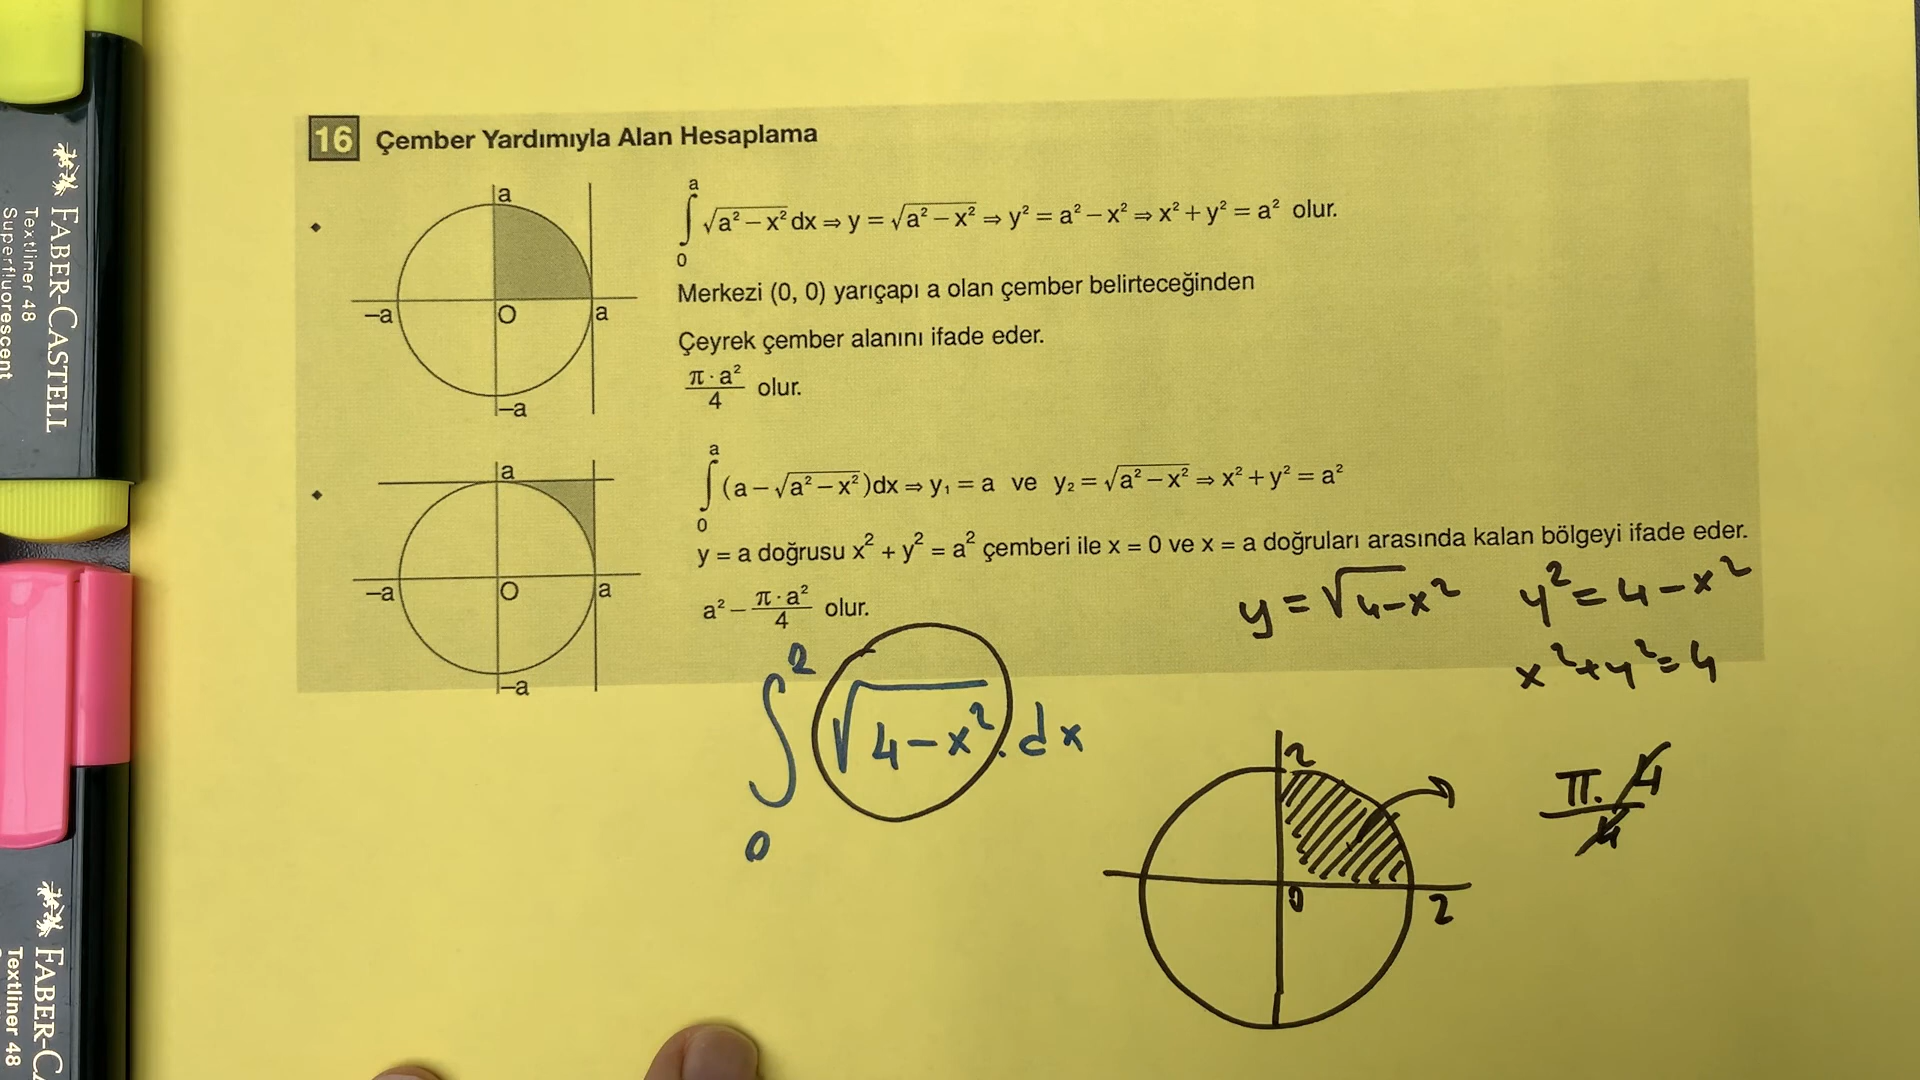 16 Çember Yardımıyla Alan Hesaplama
a
a
∫ √a² – x² dx ⇒ y = √a² – x² ⇒ y² = a² – x² ⇒ x² + y² = a² olur.
0
Merkezi (0, 0) yarıçapı a olan çember belirteceğinden
–a O a
Çeyrek çember alanını ifade eder.
π · a²
4
olur.
–a
a
a
∫ (a – √a² – x²)dx ⇒ y₁ = a ve y₂ = √a² – x² ⇒ x² + y² = a²
0
y = a doğrusu x² + y² = a² çemberi ile x = 0 ve x = a doğruları arasında kalan bölgeyi ifade eder.
–a O a
a² – π · a²
4
olur.
–a
y = √4-x² y² = 4-x²
x² + y² = 4
2
∫ √4-x² . dx
0
2
0
2
π. 4
4
FABER-CASTELL
Textliner 48
Superfluorescent
FABER-C
Textliner 48